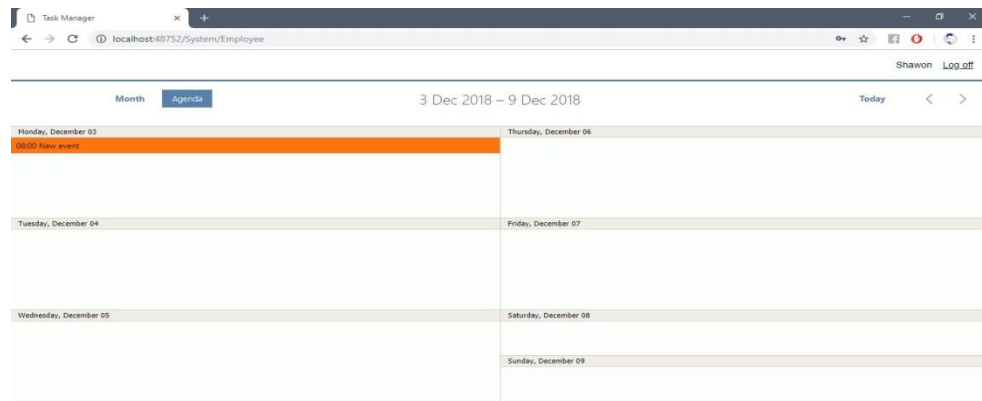 Task Manager
localhost:48752/System/Employee
Shawon Log off
Month Agenda 3 Dec 2018 – 9 Dec 2018 Today
Monday, December 03
08:00 New event
Tuesday, December 04
Wednesday, December 05
Thursday, December 06
Friday, December 07
Saturday, December 08
Sunday, December 09